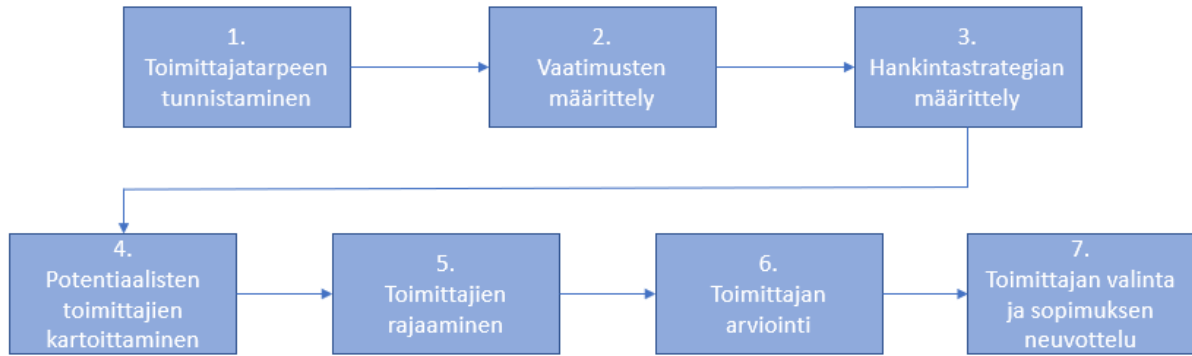 1.
Toimittajatarpeen
tunnistaminen
2.
Vaatimusten
määrittely
3.
Hankintastrategian
määrittely
4.
Potentiaalisten
toimittajien
kartoittaminen
5.
Toimittajien
rajaaminen
6.
Toimittajan
arviointi
7.
Toimittajan valinta
ja sopimuksen
neuvottelu